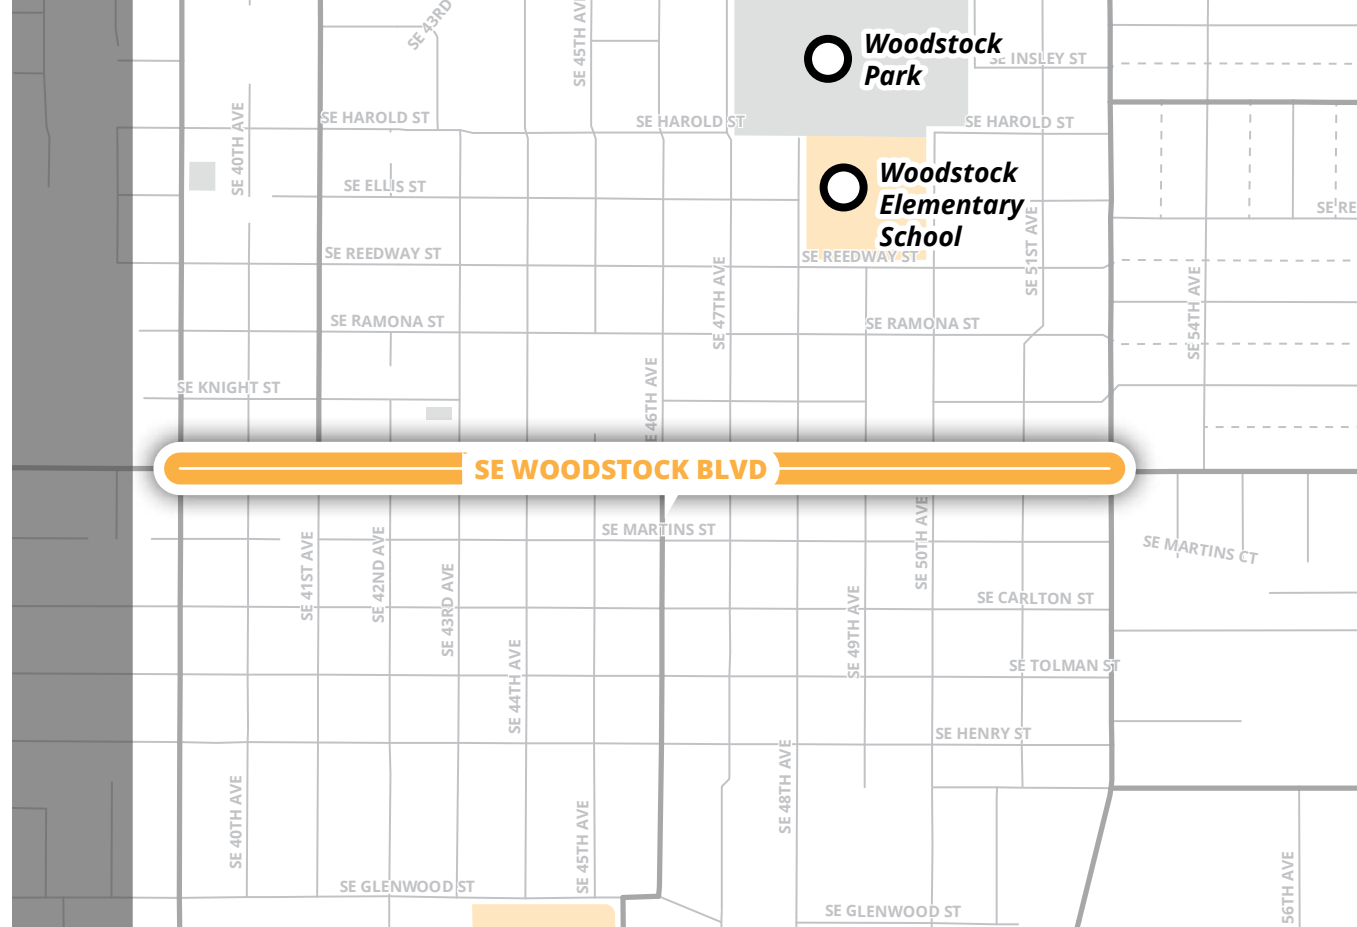 SE 43RD
SE 45TH AVE
Woodstock
Park
SE INSLEY ST
SE 40TH AVE
SE HAROLD ST
SE HAROLD ST
SE HAROLD ST
Woodstock
Elementary
School
SE ELLIS ST
SE RE
SE 51ST AVE
SE REEDWAY ST
SE REEDWAY ST
SE 47TH AVE
SE 54TH AVE
SE RAMONA ST
SE RAMONA ST
SE KNIGHT ST
SE 46TH AVE
SE WOODSTOCK BLVD
SE MARTINS ST
SE 50TH AVE
SE MARTINS CT
SE 41ST AVE
SE 42ND AVE
SE 43RD AVE
SE 49TH AVE
SE CARLTON ST
SE 44TH AVE
SE TOLMAN ST
SE HENRY ST
SE 48TH AVE
SE 40TH AVE
SE 45TH AVE
SE GLENWOOD ST
SE GLENWOOD ST
56TH AVE